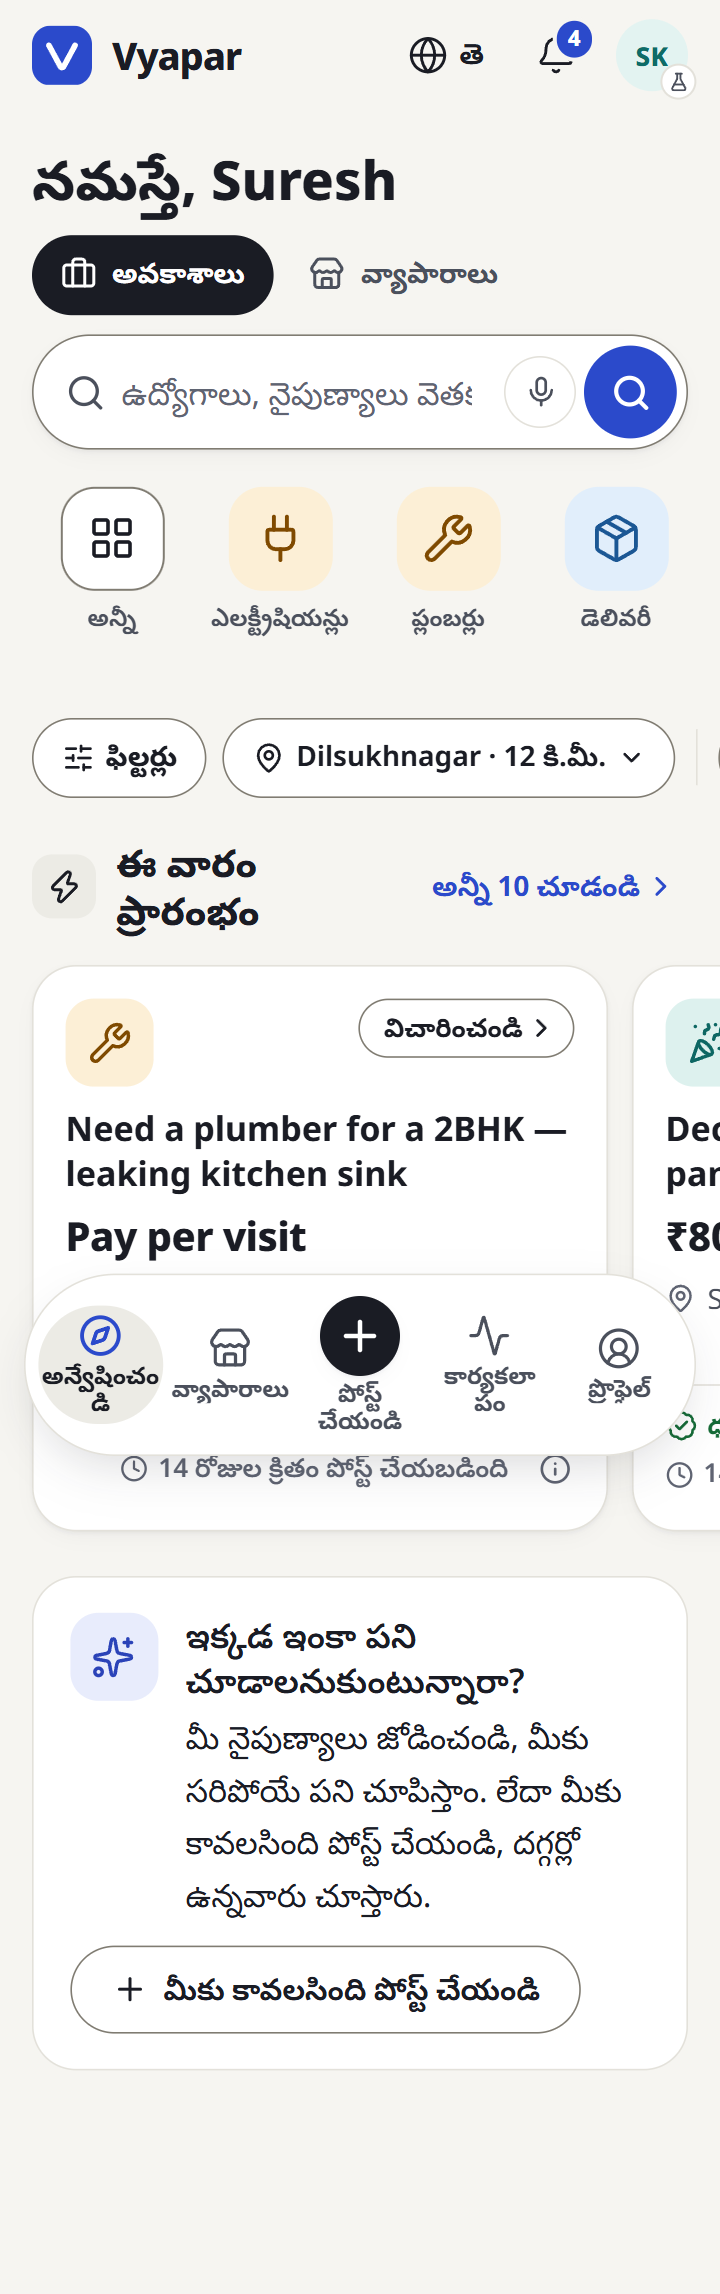 Vyapar
తె
4
SK
నమస్తే, Suresh
అవకాశాలు
వ్యాపారాలు
ఉద్యోగాలు, నైపుణ్యాలు
అన్నీ
ఎలక్ట్రీషియన్లు
ప్లంబర్లు
డెలివరీ
ఫిల్టర్లు
Dilsukhnagar · 12 కి.మీ.
ఈ వారం
ప్రారంభం
అన్నీ 10 చూడండి
విచారించండి
Need a plumber for a 2BHK —
leaking kitchen sink
Pay per visit
అన్వేషించం
డి
వ్యాపారాలు
పోస్ట్
చేయండి
కార్యకలా
పం
ప్రొఫైల్
14 రోజుల క్రితం పోస్ట్ చేయబడింది
ఇక్కడ ఇంకా పని
చూడాలనుకుంటున్నారా?
మీ నైపుణ్యాలు జోడించండి, మీకు
సరిపోయే పని చూపిస్తాం. లేదా మీకు
కావలసింది పోస్ట్ చేయండి, దగ్గర్లో
ఉన్నవారు చూస్తారు.
మీకు కావలసింది పోస్ట్ చేయండి